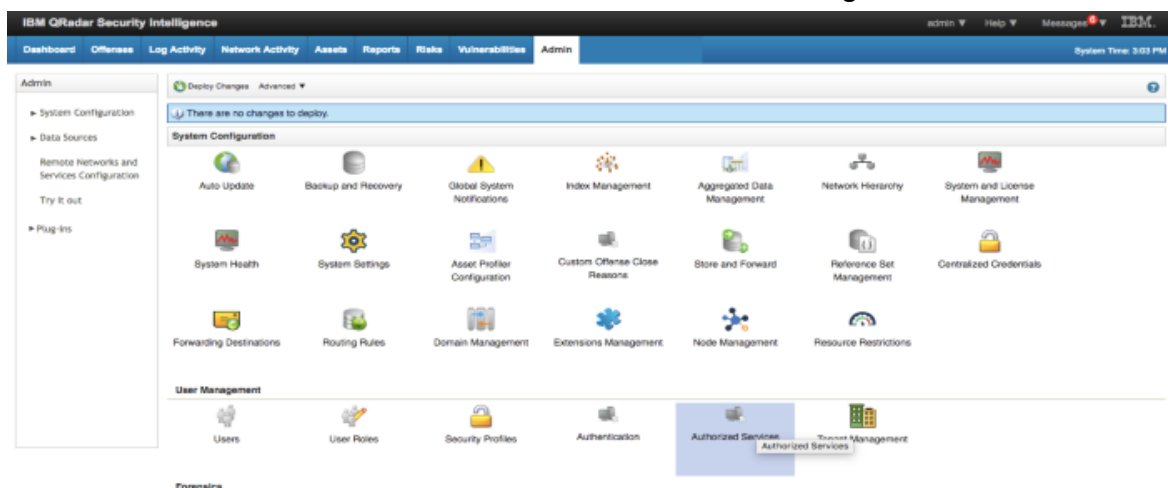 IBM QRadar Security Intelligence
admin ▼ Help ▼ Messages 6 ▼ IBM.
Dashboard Offenses Log Activity Network Activity Assets Reports Risks Vulnerabilities Admin
System Time: 3:03 PM
Admin
System Configuration
Data Sources
Remote Networks and
Services Configuration
Try it out
Plug-ins
Deploy Changes Advanced ▼
There are no changes to deploy.
System Configuration
Auto Update
Backup and Recovery
Global System
Notifications
Index Management
Aggregated Data
Management
Network Hierarchy
System and License
Management
System Health
System Settings
Asset Profiler
Configuration
Custom Offense Close
Reasons
Store and Forward
Reference Set
Management
Centralized Credentials
Forwarding Destinations
Routing Rules
Domain Management
Extensions Management
Node Management
Resource Restrictions
User Management
Users
User Roles
Security Profiles
Authentication
Authorized Services
Tenant Management
Authorized Services
Forensics